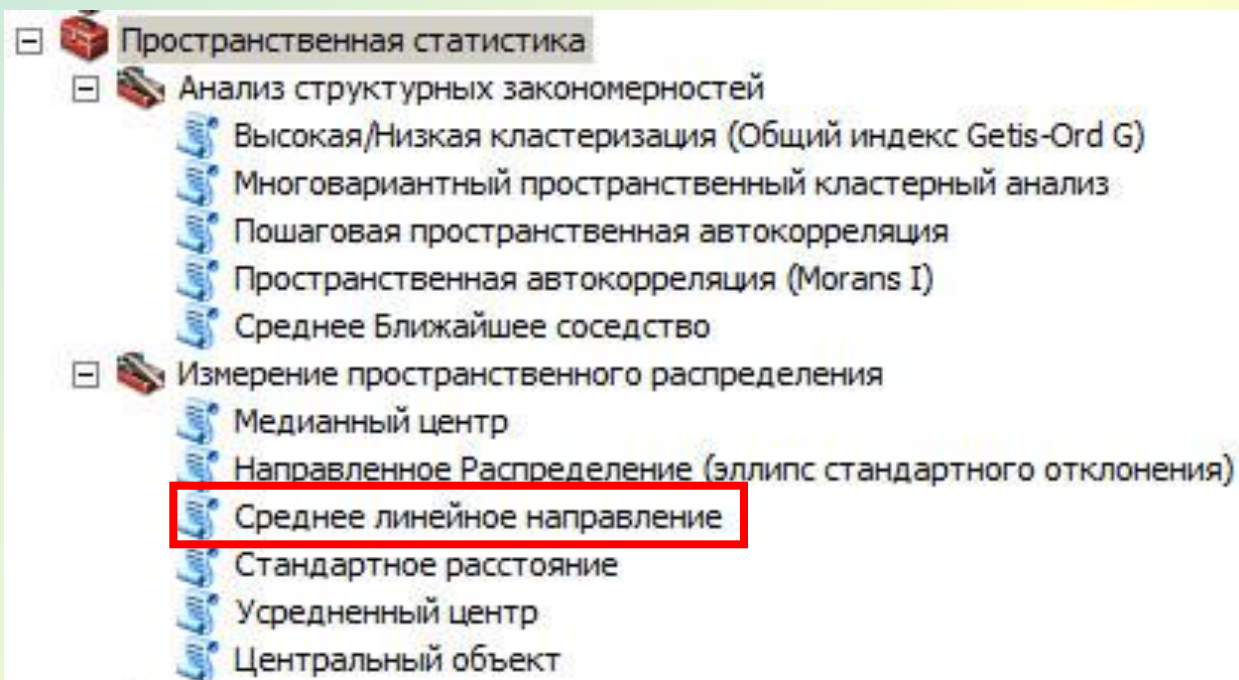 Пространственная статистика
Анализ структурных закономерностей
Высокая/Низкая кластеризация (Общий индекс Getis-Ord G)
Многовариантный пространственный кластерный анализ
Пошаговая пространственная автокорреляция
Пространственная автокорреляция (Morans I)
Среднее Ближайшее соседство
Измерение пространственного распределения
Медианный центр
Направленное Распределение (эллипс стандартного отклонения)
Среднее линейное направление
Стандартное расстояние
Усредненный центр
Центральный объект